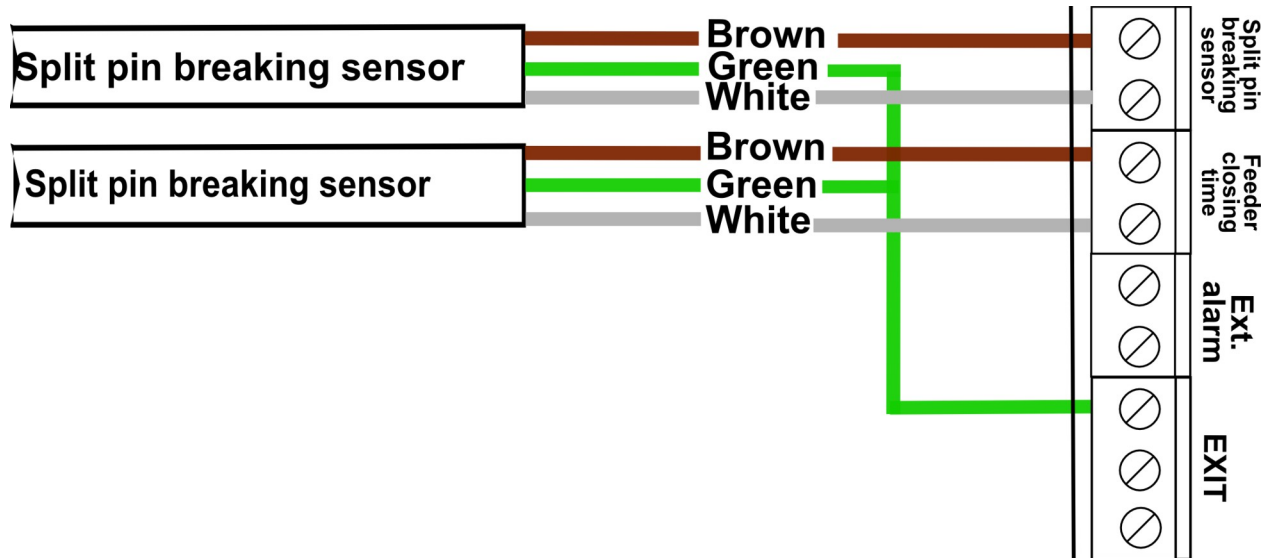 Split pin breaking sensor
Brown
Green
White
Split pin breaking sensor
Brown
Green
White
Split pin
breaking
sensor
Feeder
closing
time
Ext.
alarm
EXIT